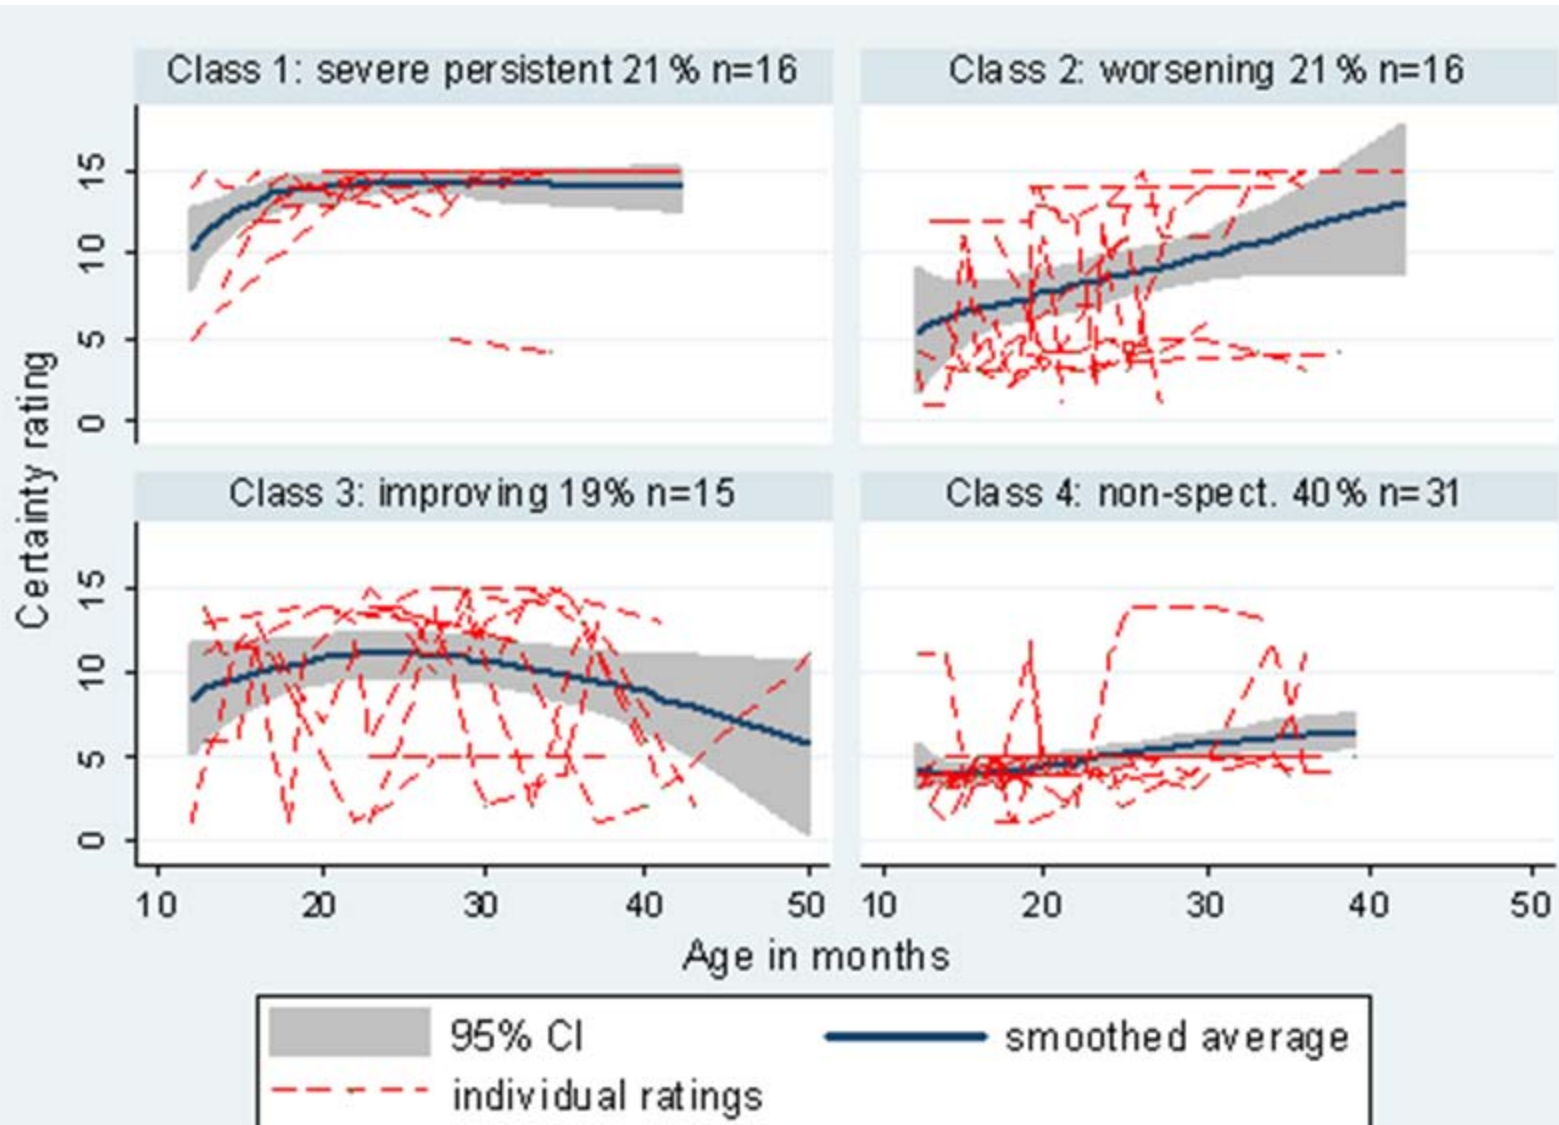 Class 1: severe persistent 21% n=16
Class 2: worsening 21% n=16
15
10
5
0
Certainty rating
Class 3: improving 19% n=15
Class 4: non-spect. 40% n=31
15
10
5
0
10 20 30 40 50 10 20 30 40 50
Age in months
95% CI smoothed average
individual ratings